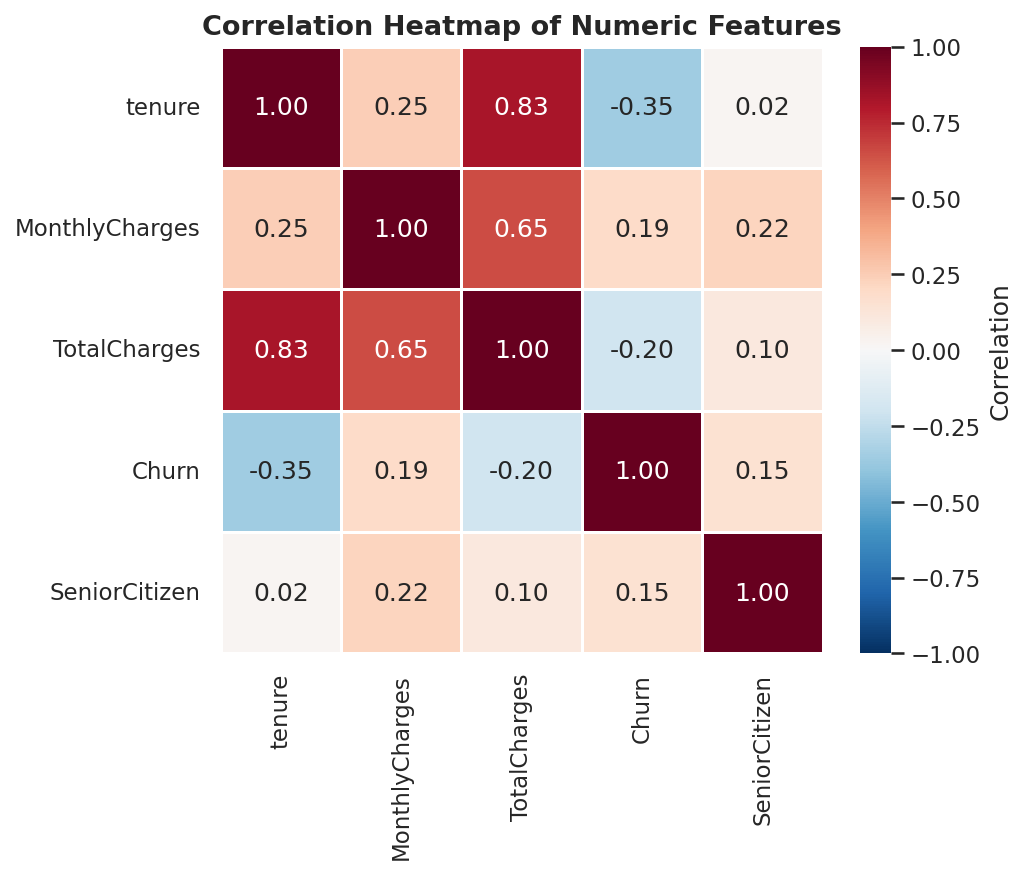 Correlation Heatmap of Numeric Features
tenure 1.00 0.25 0.83 -0.35 0.02
MonthlyCharges 0.25 1.00 0.65 0.19 0.22
TotalCharges 0.83 0.65 1.00 -0.20 0.10
Churn -0.35 0.19 -0.20 1.00 0.15
SeniorCitizen 0.02 0.22 0.10 0.15 1.00
tenure
MonthlyCharges
TotalCharges
Churn
SeniorCitizen
1.00
0.75
0.50
0.25
0.00
−0.25
−0.50
−0.75
−1.00
Correlation